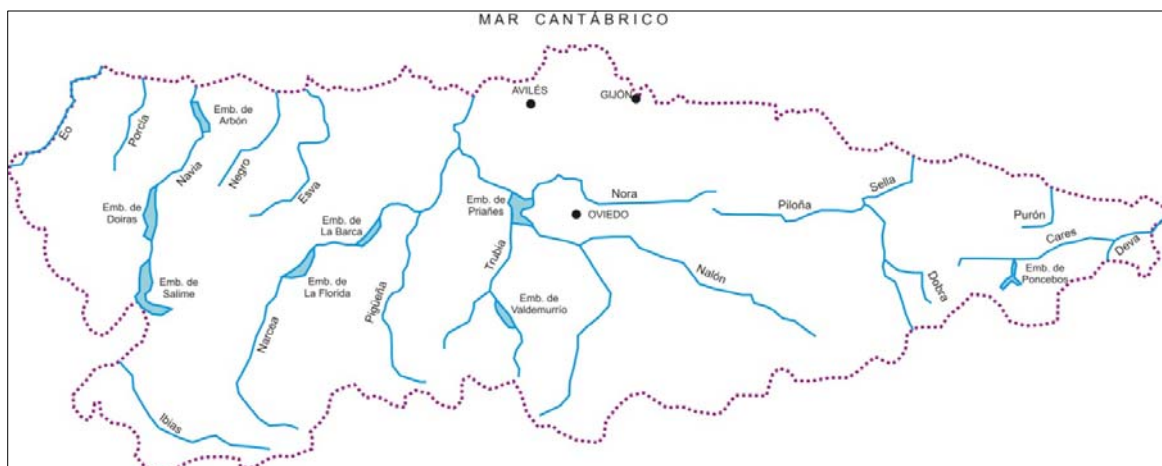 MAR CANTÁBRICO
AVILÉS
GIJÓN
Eo
Porcía
Emb. de
Arbón
Navia
Negro
Esva
Emb. de
Doiras
Emb. de
La Barca
Emb. de
Priañes
Nora
OVIEDO
Piloña
Sella
Purón
Cares
Deva
Emb. de
Salime
Emb. de
La Florida
Trubia
Nalón
Dobra
Emb. de
Poncebos
Narcea
Pigüeña
Emb. de
Valdemurrio
Ibias